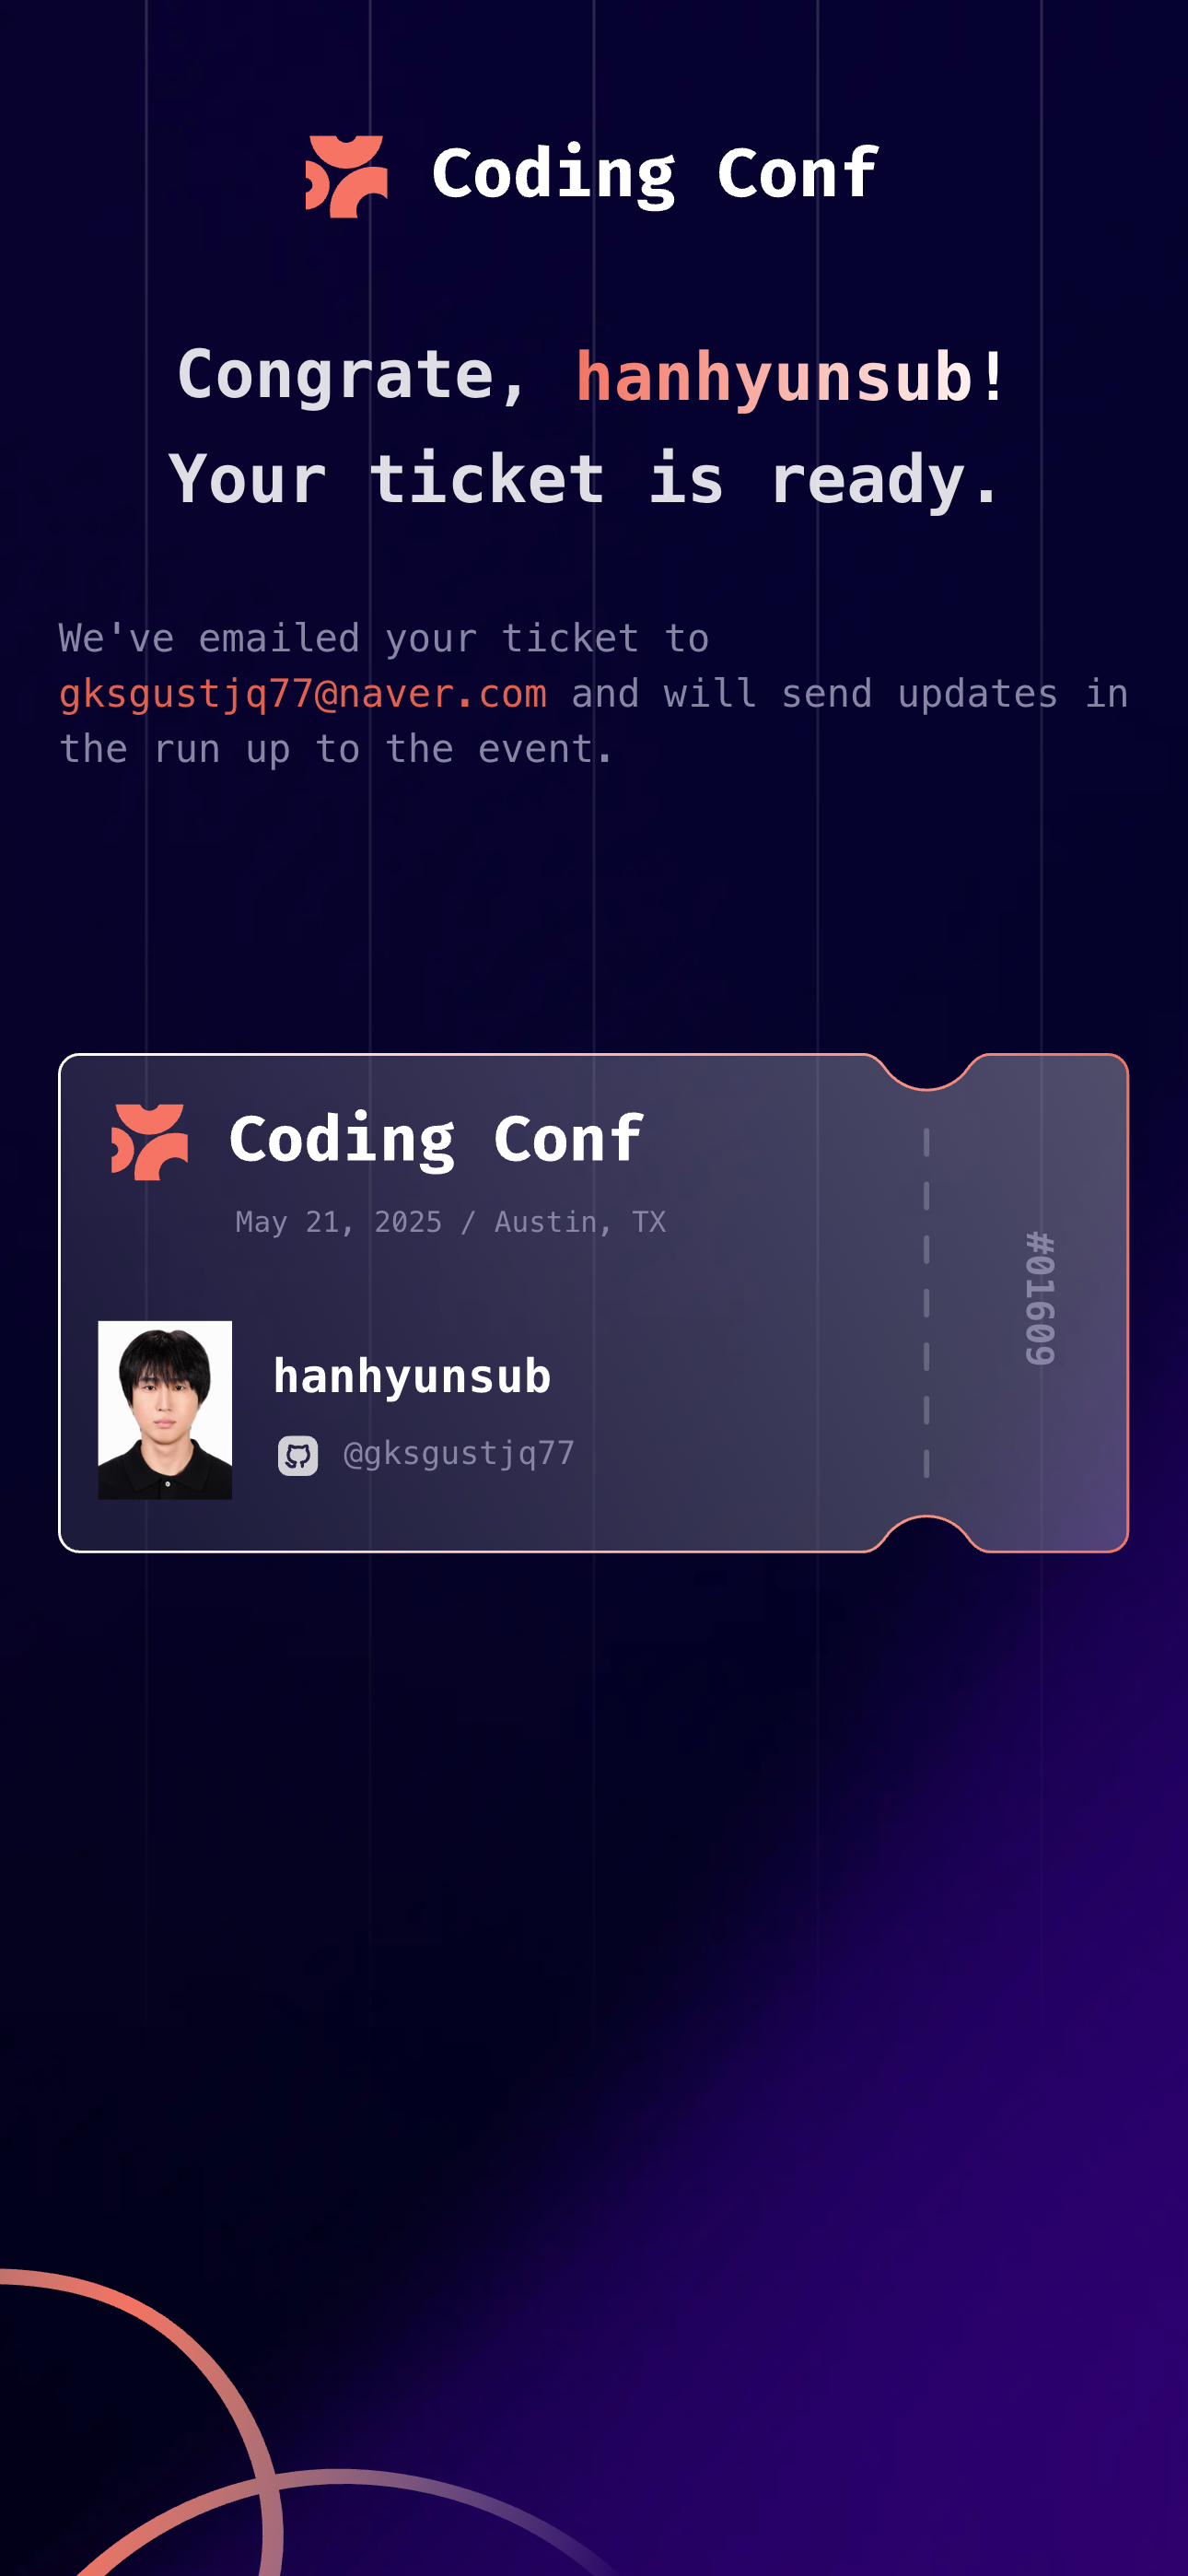 Coding Conf
Congrate, hanhyunsub!
Your ticket is ready.
We've emailed your ticket to
gksgustjq77@naver.com and will send updates in
the run up to the event.
Coding Conf
May 21, 2025 / Austin, TX
hanhyunsub
@gksgustjq77
#01609